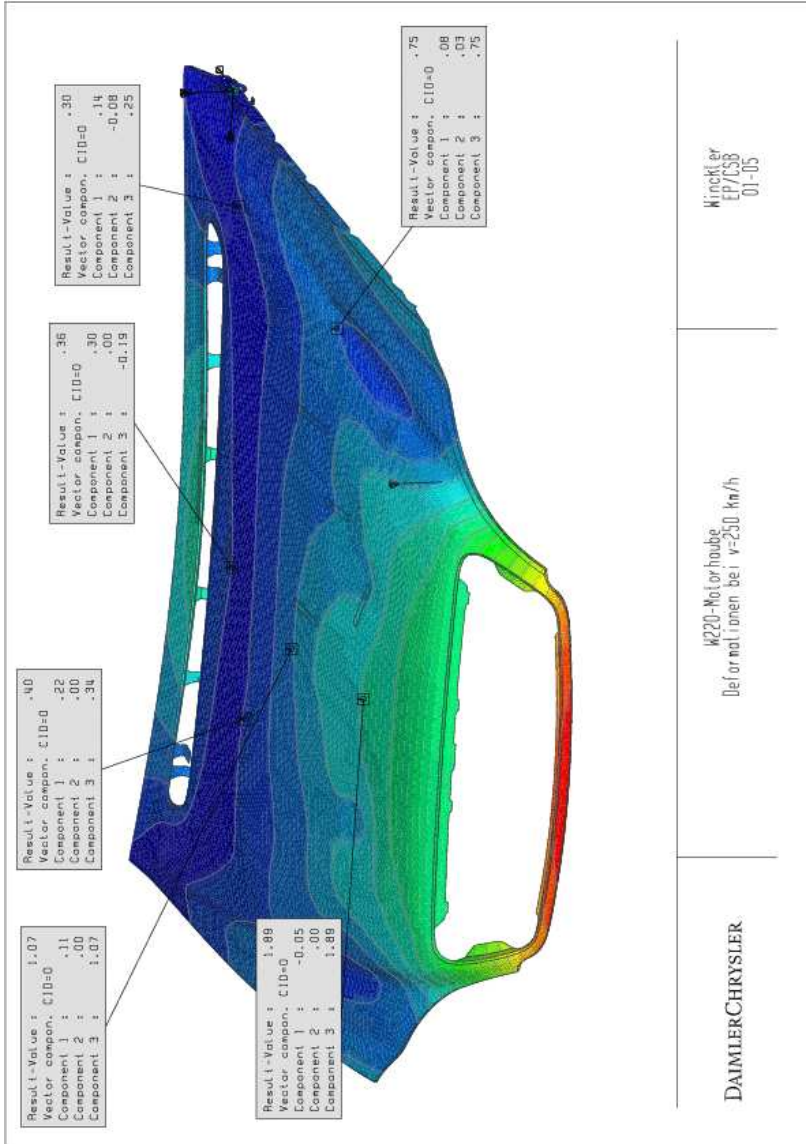 Result-Value : 1.07
Vector compon. CID=0
Component 1 : .11
Component 2 : .00
Component 3 : 1.07
Result-Value : .40
Vector compon. CID=0
Component 1 : .22
Component 2 : .00
Component 3 : .34
Result-Value : .36
Vector compon. CID=0
Component 1 : .30
Component 2 : .00
Component 3 : -0.19
Result-Value : .30
Vector compon. CID=0
Component 1 : .14
Component 2 : -0.08
Component 3 : .25
Result-Value : 1.89
Vector compon. CID=0
Component 1 : -0.05
Component 2 : .00
Component 3 : 1.89
Result-Value : .75
Vector compon. CID=0
Component 1 : .08
Component 2 : .03
Component 3 : .75
DAIMLERCHRYSLER
W220-Motorhaube
Deformationen bei v=250 km/h
Winckler
EP/CSB
01-05